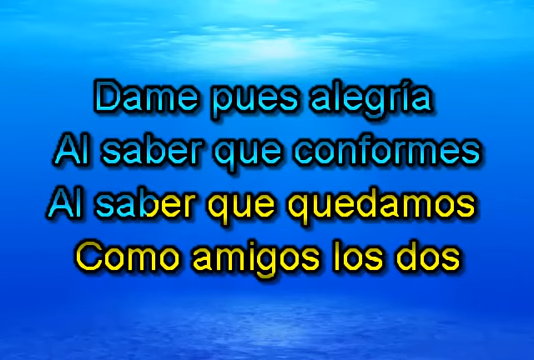 Dame pues alegría
Al saber que conformes
Al saber que quedamos
Como amigos los dos